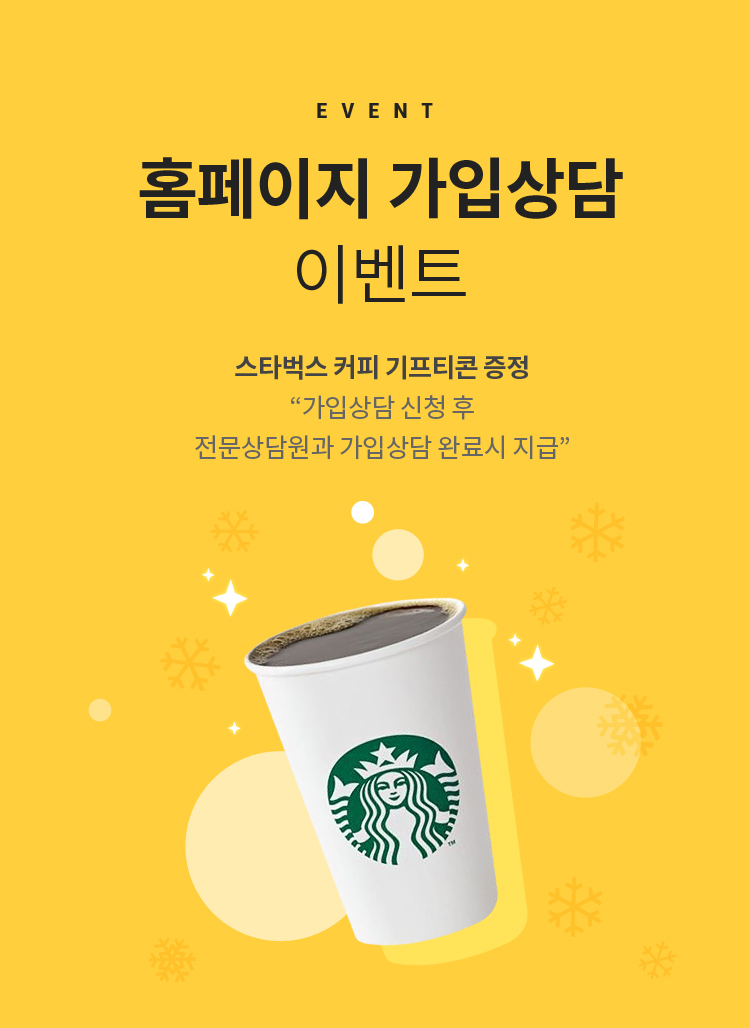 EVENT
홈페이지 가입상담
이벤트
스타벅스 커피 기프티콘 증정
“가입상담 신청 후
전문상담원과 가입상담 완료시 지급”
TM